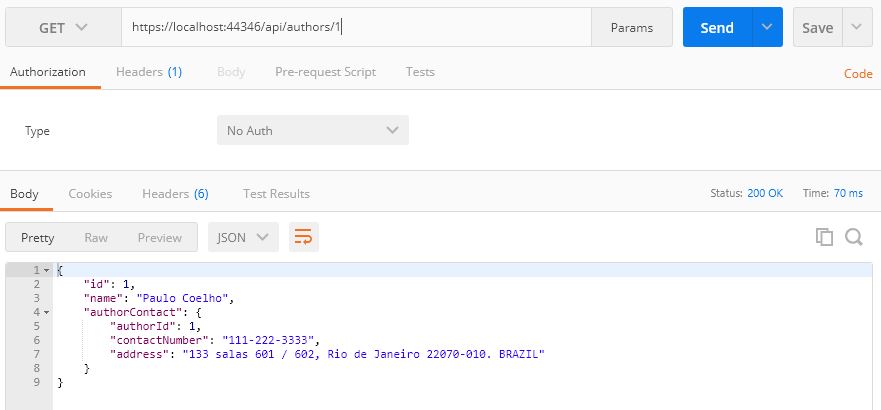 GET https://localhost:44346/api/authors/1 Params Send Save
Authorization Headers (1) Body Pre-request Script Tests Code
Type No Auth
Body Cookies Headers (6) Test Results Status: 200 OK Time: 70 ms
Pretty Raw Preview JSON
1 {
2 "id": 1,
3 "name": "Paulo Coelho",
4 "authorContact": {
5 "authorId": 1,
6 "contactNumber": "111-222-3333",
7 "address": "133 salas 601 / 602, Rio de Janeiro 22070-010. BRAZIL"
8 }
9 }